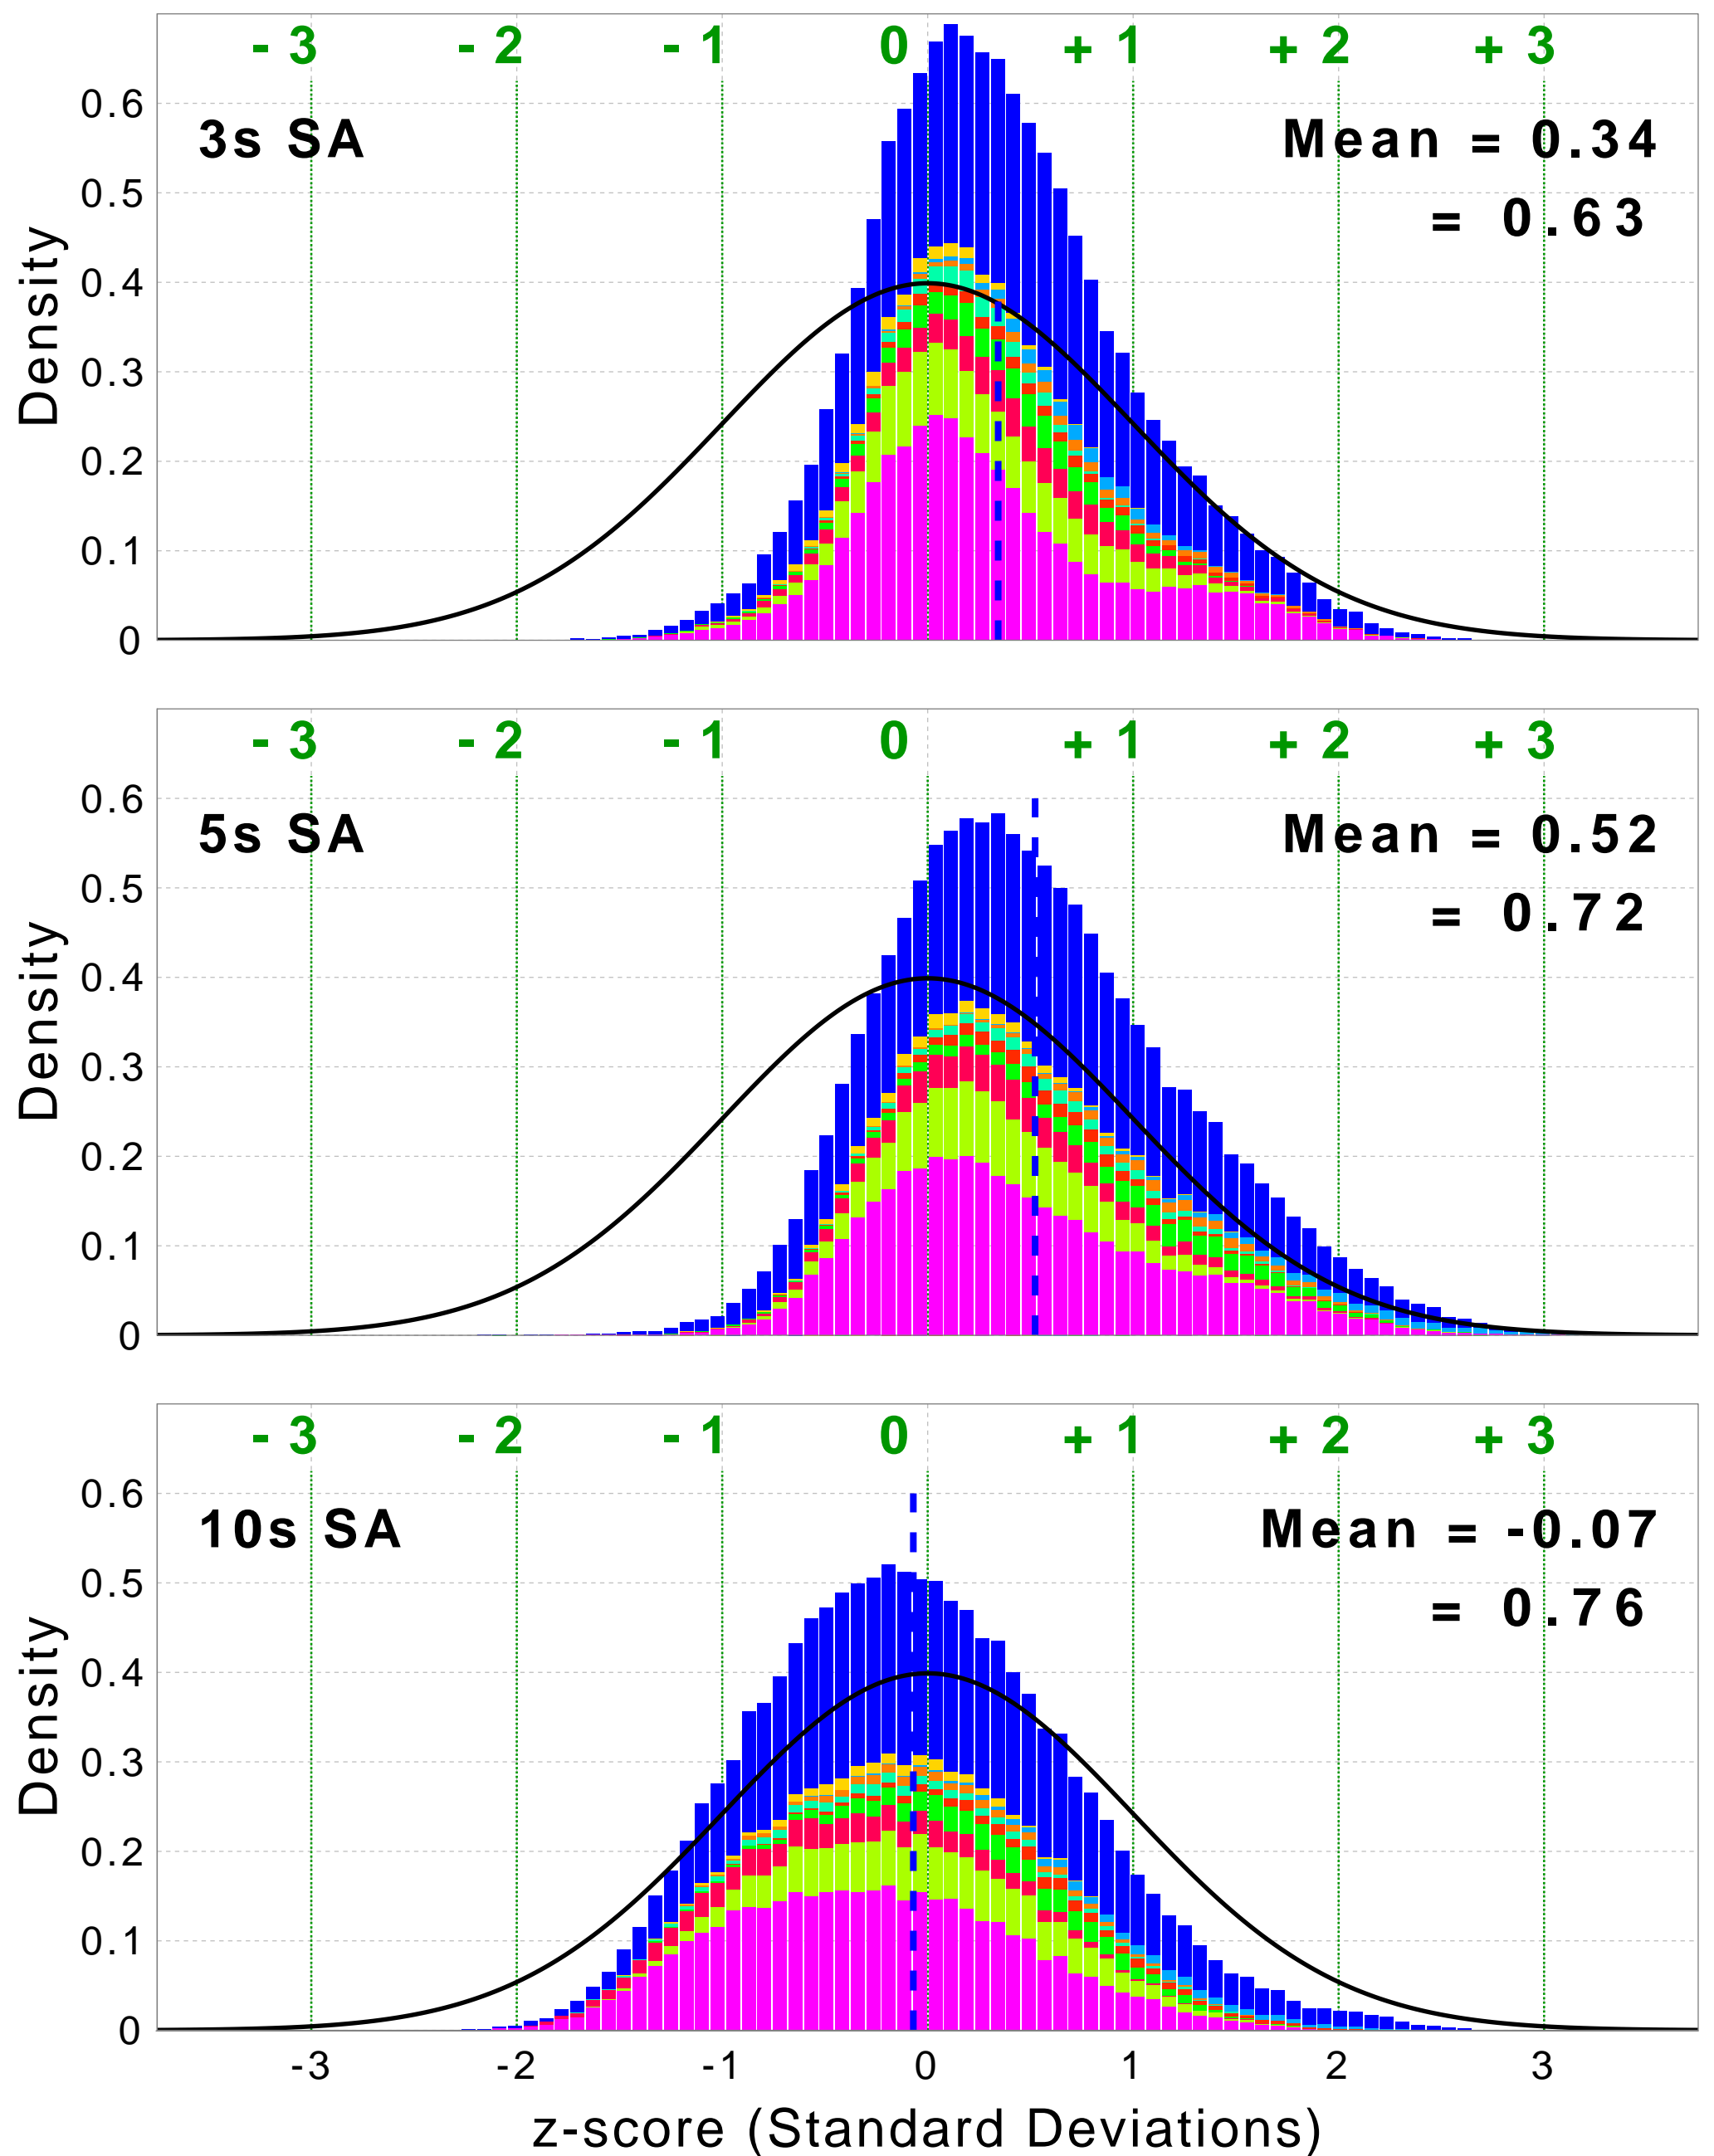 - 3 - 2 - 1 0 + 1 + 2 + 3
3s SA
Mean = 0.34
= 0.63
0.6
0.5
0.4
0.3
0.2
0.1
0
Density
- 3 - 2 - 1 0 + 1 + 2 + 3
5s SA
Mean = 0.52
= 0.72
0.6
0.5
0.4
0.3
0.2
0.1
0
Density
- 3 - 2 - 1 0 + 1 + 2 + 3
10s SA
Mean = -0.07
= 0.76
0.6
0.5
0.4
0.3
0.2
0.1
0
Density
-3 -2 -1 0 1 2 3
z-score (Standard Deviations)